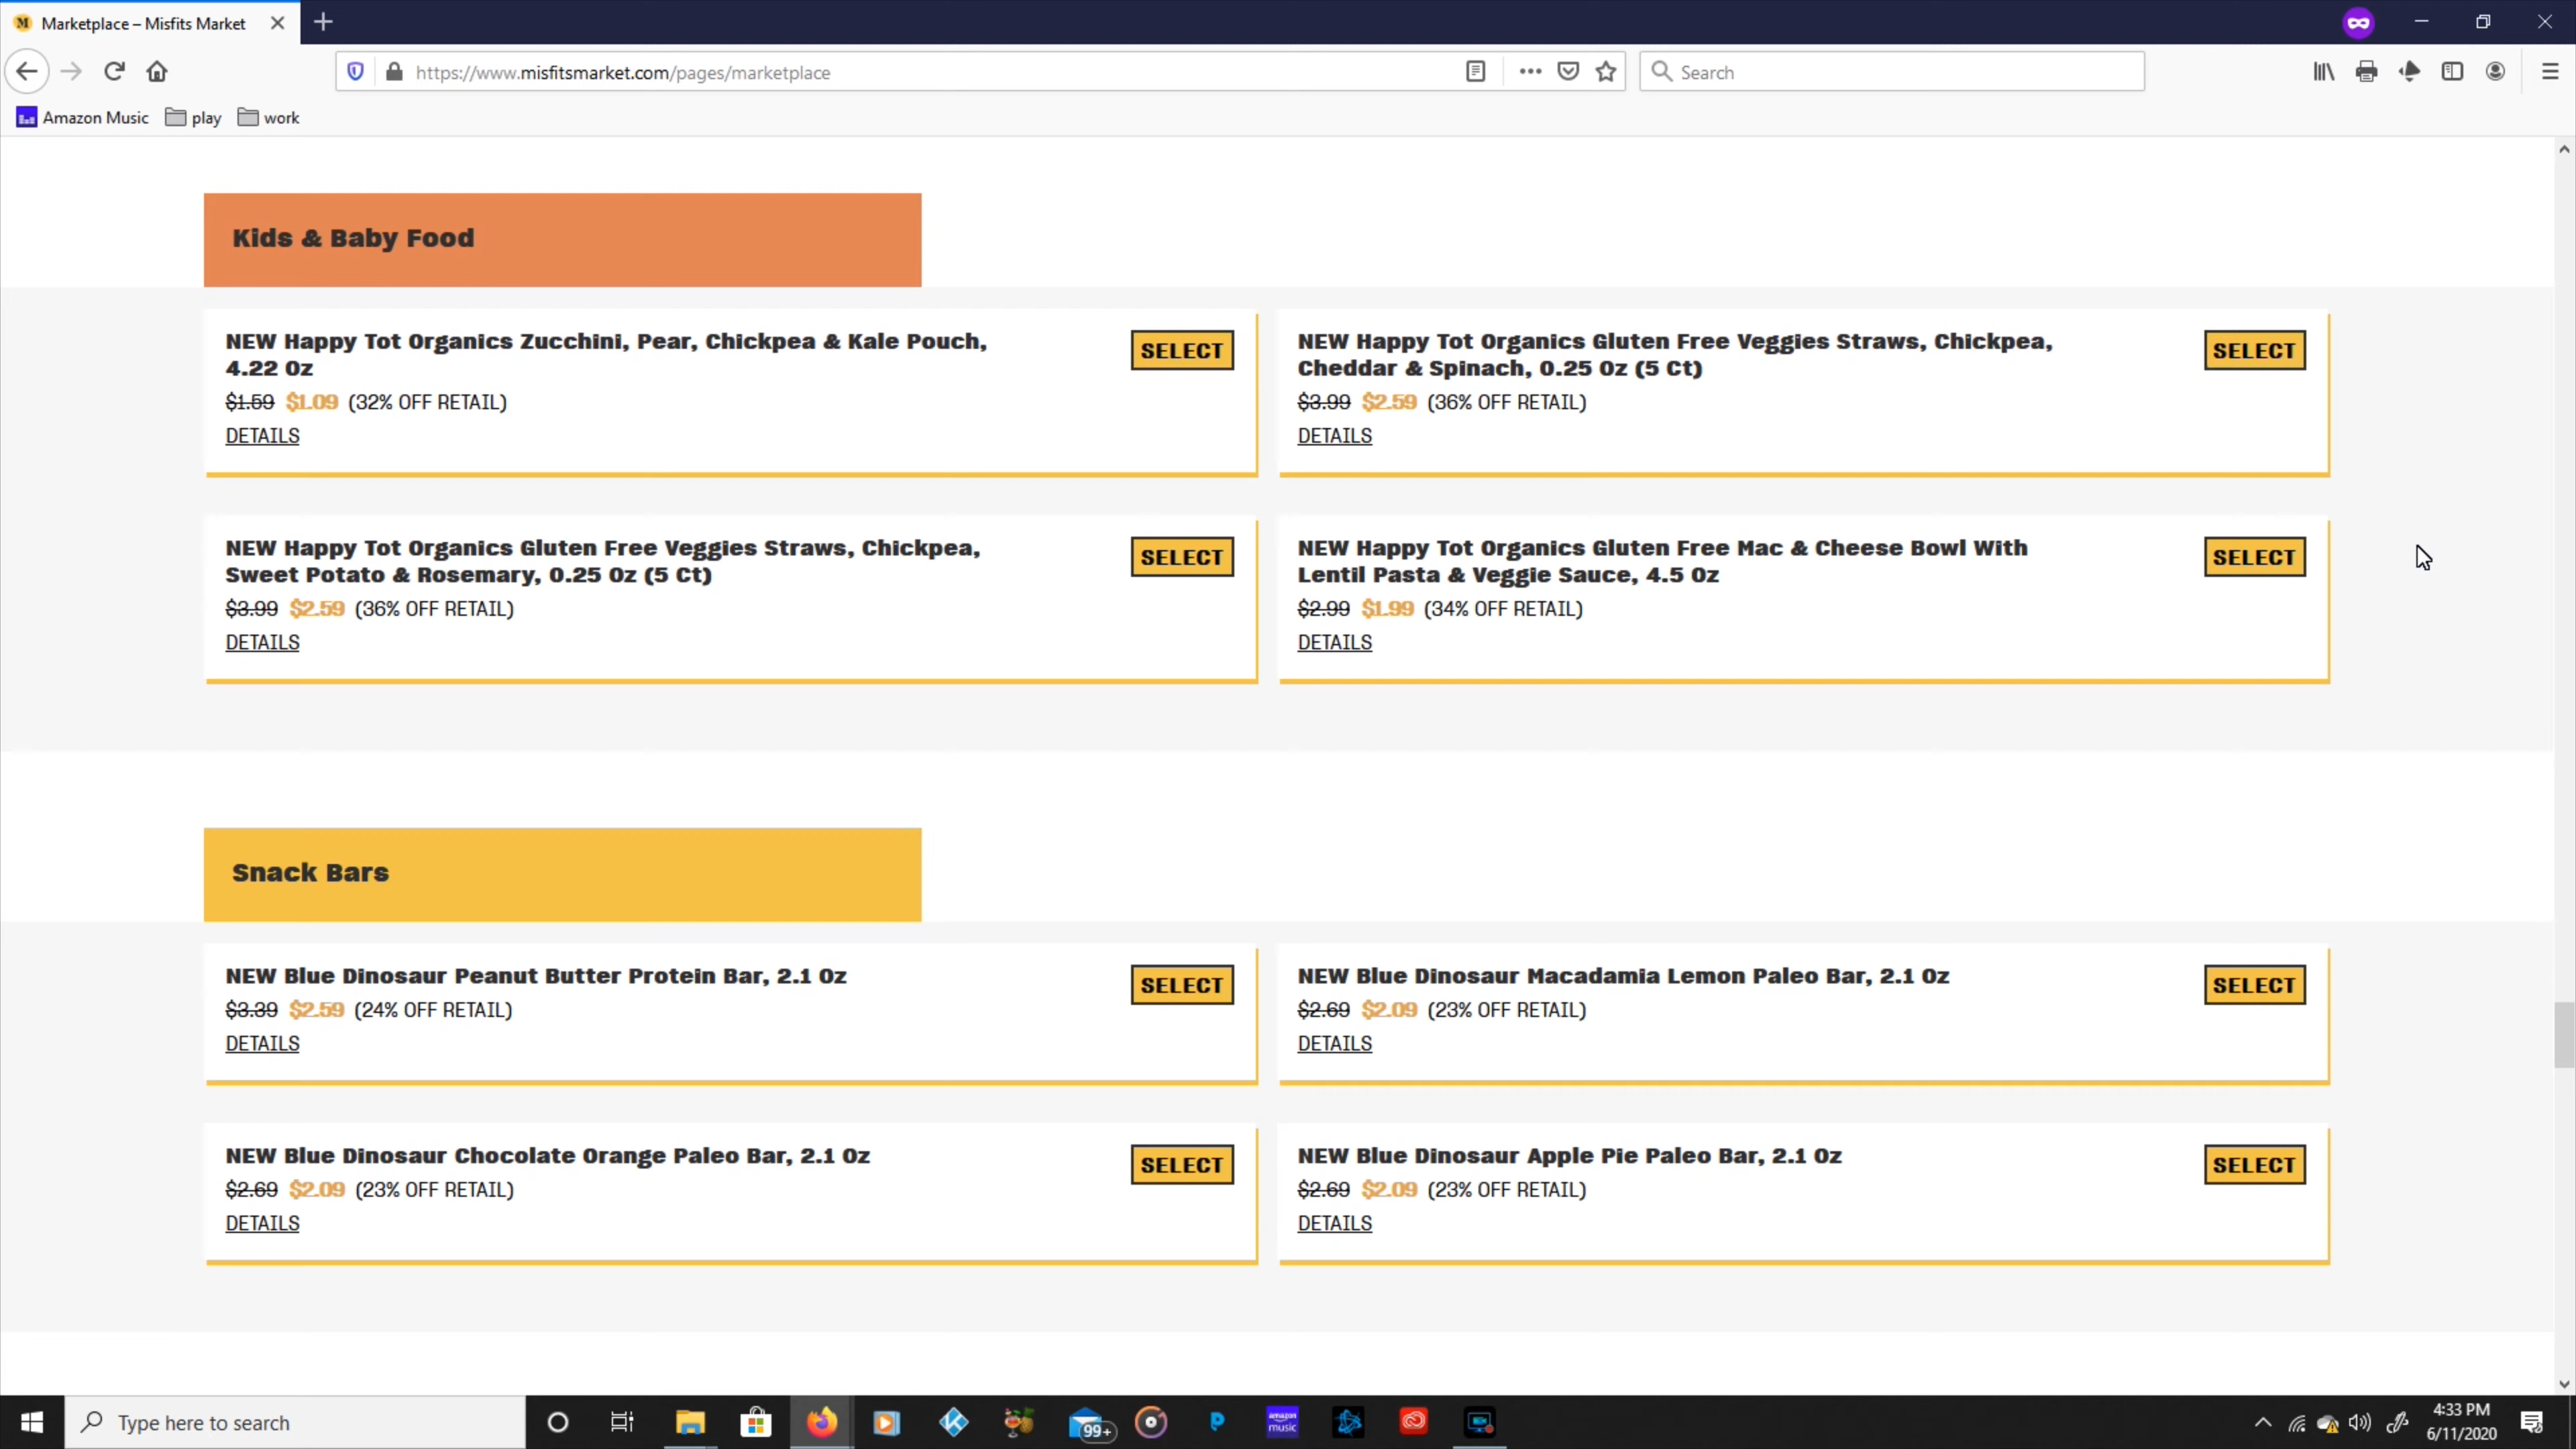 Marketplace – Misfits Market
https://www.misfitsmarket.com/pages/marketplace
Search
Amazon Music play work
Kids & Baby Food
NEW Happy Tot Organics Zucchini, Pear, Chickpea & Kale Pouch,
4.22 Oz
$1.59 $1.09 (32% OFF RETAIL)
DETAILS
SELECT
NEW Happy Tot Organics Gluten Free Veggies Straws, Chickpea,
Cheddar & Spinach, 0.25 Oz (5 Ct)
$3.99 $2.59 (36% OFF RETAIL)
DETAILS
SELECT
NEW Happy Tot Organics Gluten Free Veggies Straws, Chickpea,
Sweet Potato & Rosemary, 0.25 Oz (5 Ct)
$3.99 $2.59 (36% OFF RETAIL)
DETAILS
SELECT
NEW Happy Tot Organics Gluten Free Mac & Cheese Bowl With
Lentil Pasta & Veggie Sauce, 4.5 Oz
$2.99 $1.99 (34% OFF RETAIL)
DETAILS
SELECT
Snack Bars
NEW Blue Dinosaur Peanut Butter Protein Bar, 2.1 Oz
$3.39 $2.59 (24% OFF RETAIL)
DETAILS
SELECT
NEW Blue Dinosaur Macadamia Lemon Paleo Bar, 2.1 Oz
$2.69 $2.09 (23% OFF RETAIL)
DETAILS
SELECT
NEW Blue Dinosaur Chocolate Orange Paleo Bar, 2.1 Oz
$2.69 $2.09 (23% OFF RETAIL)
DETAILS
SELECT
NEW Blue Dinosaur Apple Pie Paleo Bar, 2.1 Oz
$2.69 $2.09 (23% OFF RETAIL)
DETAILS
SELECT
Type here to search
99+
amazon
music
4:33 PM
6/11/2020